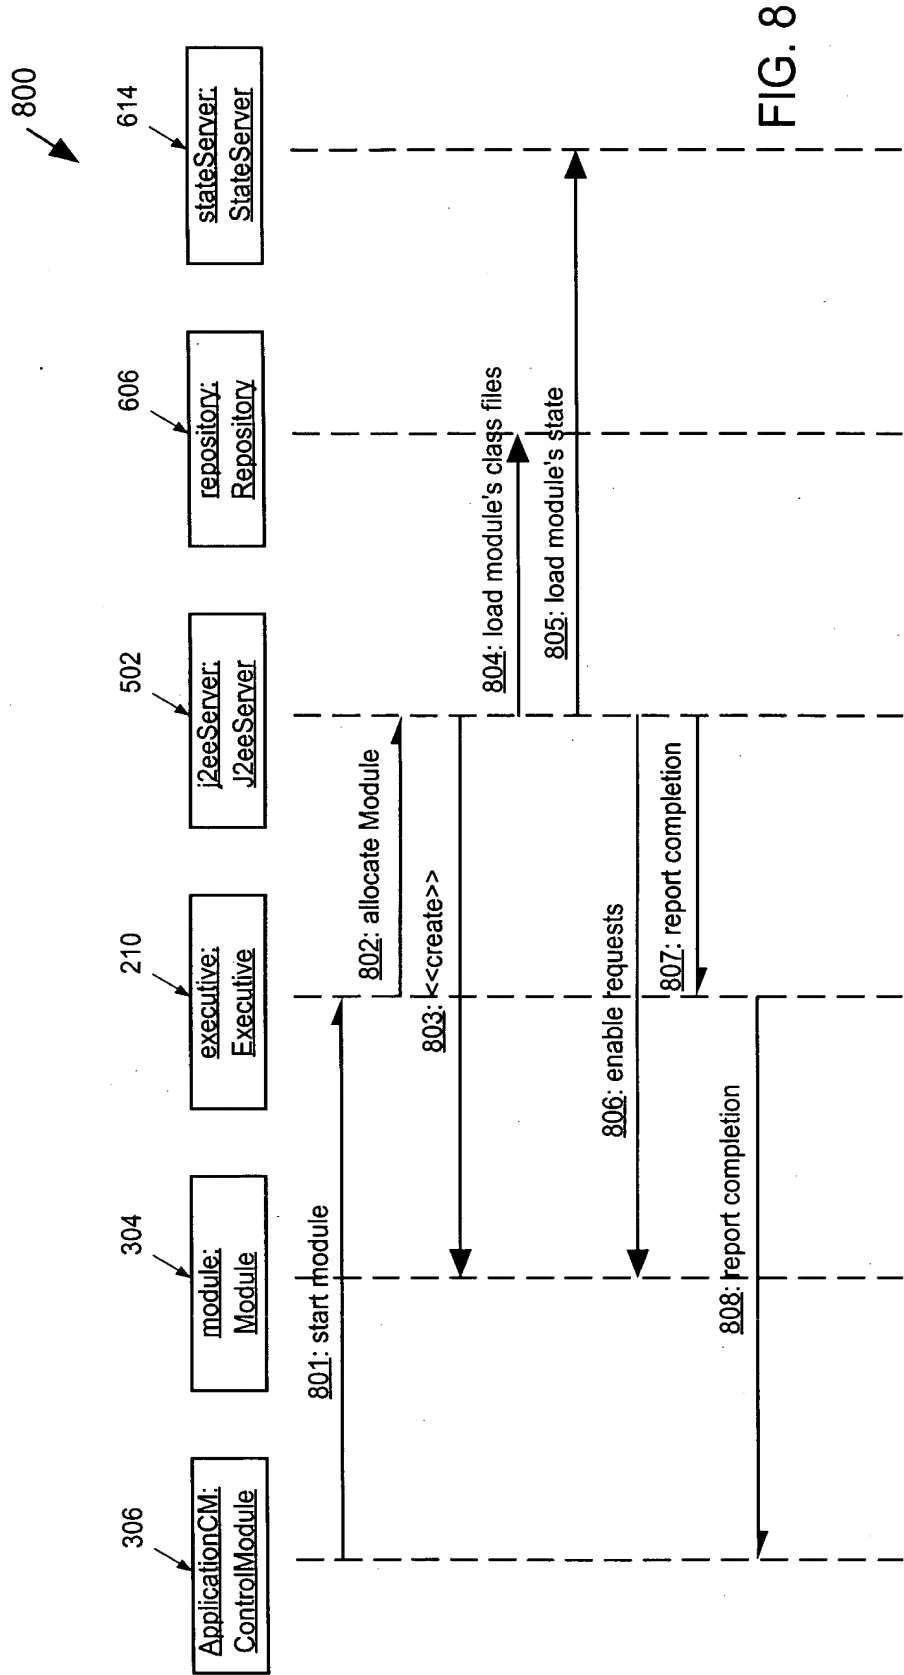 800
306
304
210
502
606
614
ApplicationCM:
ControlModule
module:
Module
executive:
Executive
j2eeServer:
J2eeServer
repository:
Repository
stateServer:
StateServer
801: start module
802: allocate Module
803: <<create>>
804: load module's class files
805: load module's state
806: enable requests
807: report completion
808: report completion
FIG. 8